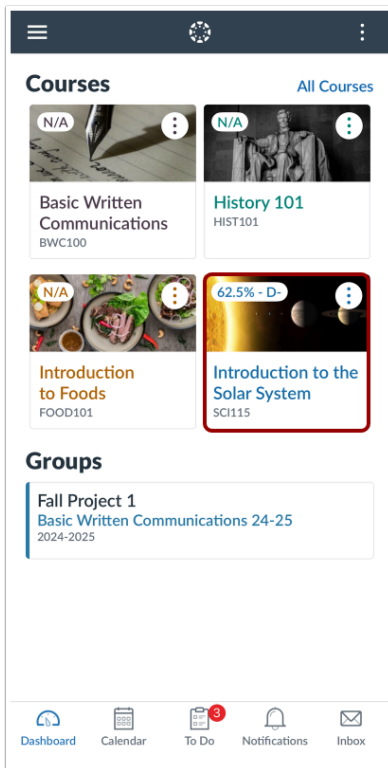 Courses
All Courses
N/A
N/A
Basic Written
Communications
BWC100
History 101
HIST101
N/A
62.5% - D-
Introduction
to Foods
FOOD101
Introduction to the
Solar System
SCI115
Groups
Fall Project 1
Basic Written Communications 24-25
2024-2025
3
Dashboard
Calendar
To Do
Notifications
Inbox